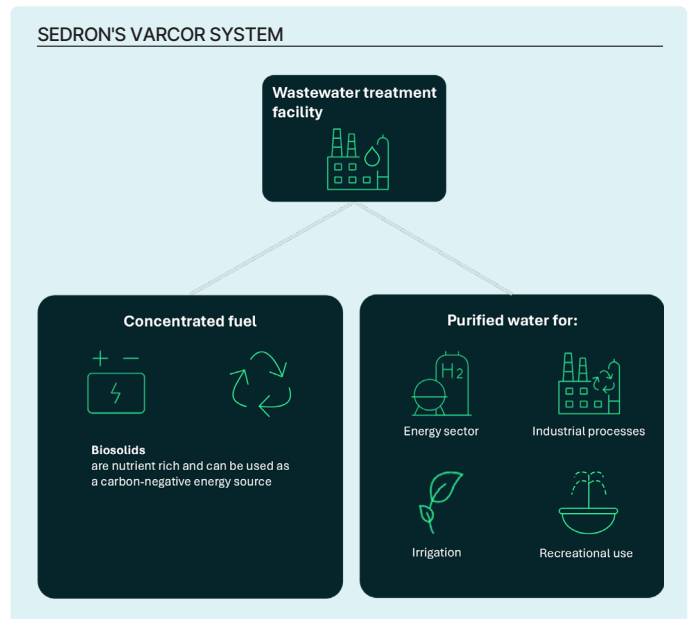 SEDRON'S VARCOR SYSTEM
Wastewater treatment
facility
Concentrated fuel
+ −
Biosolids
are nutrient rich and can be used as
a carbon-negative energy source
Purified water for:
H2
Energy sector
Industrial processes
Irrigation
Recreational use